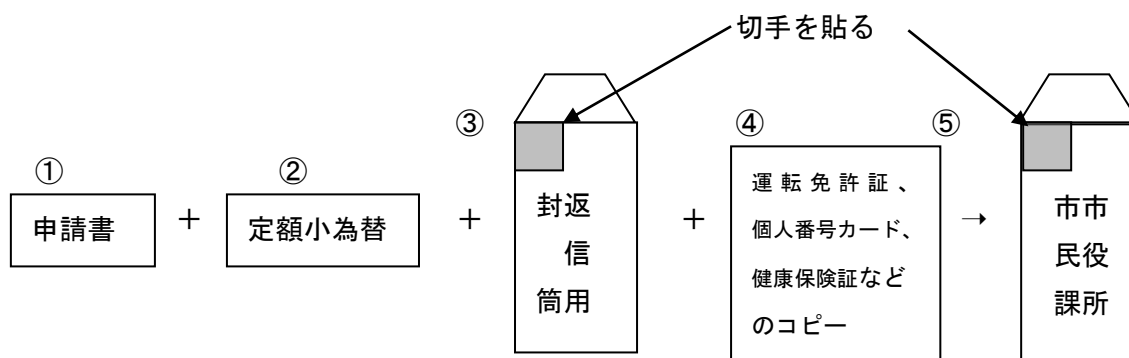 切手を貼る
①
申請書
＋
②
定額小為替
＋
③
返信用
封筒
＋
④
運転免許証、
個人番号カード、
健康保険証など
のコピー
→
⑤
市役所
市民課